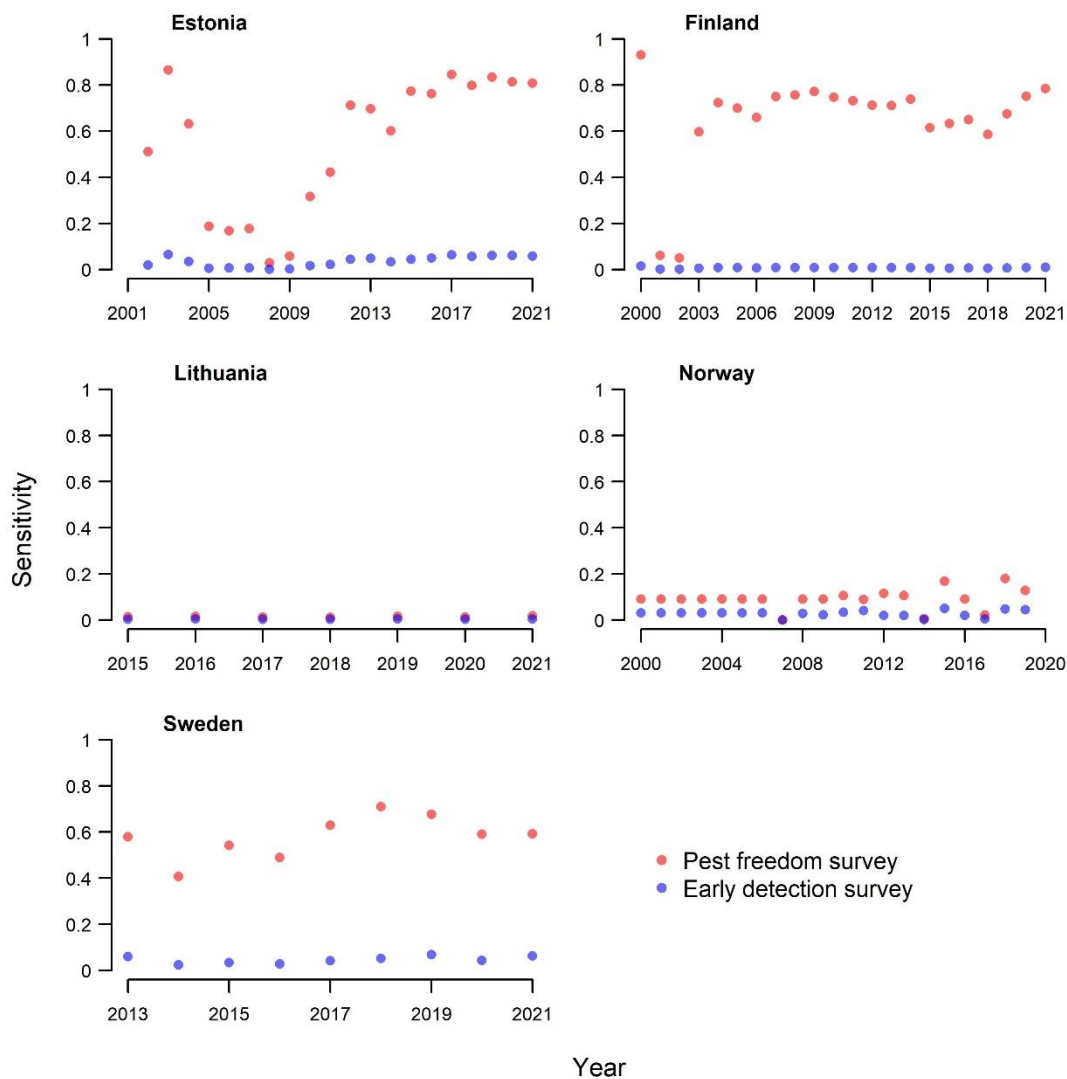 Estonia
1
0.8
0.6
0.4
0.2
0
2001 2005 2009 2013 2017 2021
Finland
1
0.8
0.6
0.4
0.2
0
2000 2003 2006 2009 2012 2015 2018 2021
Lithuania
1
0.8
0.6
0.4
0.2
0
2015 2016 2017 2018 2019 2020 2021
Norway
1
0.8
0.6
0.4
0.2
0
2000 2004 2008 2012 2016 2020
Sweden
1
0.8
0.6
0.4
0.2
0
2013 2015 2017 2019 2021
Pest freedom survey
Early detection survey
Sensitivity
Year